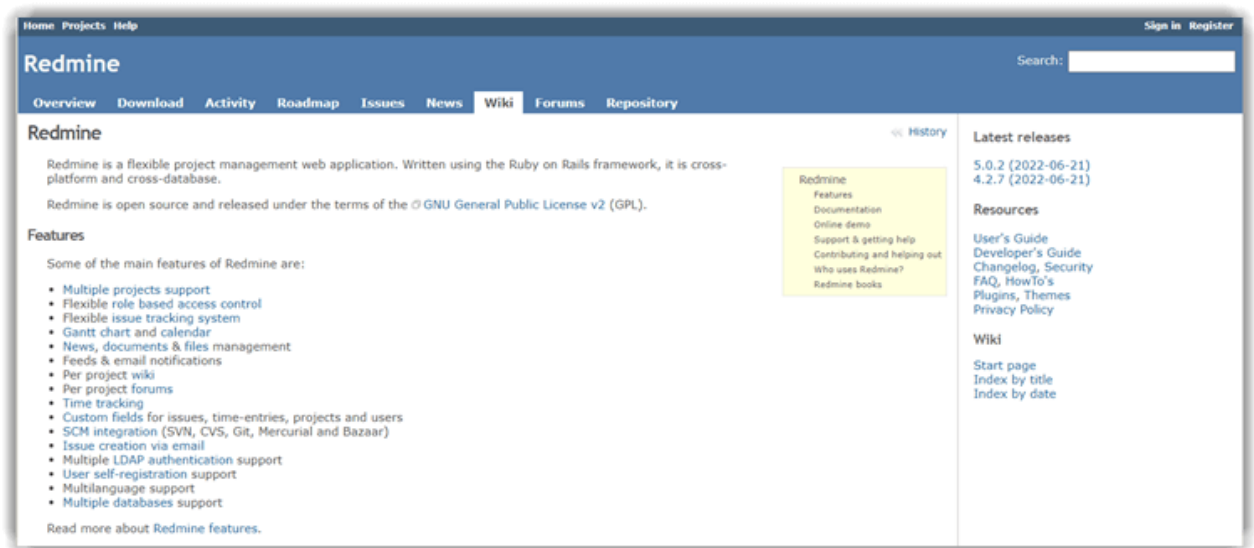 Home Projects Help
Sign in Register
Redmine
Search:
Overview Download Activity Roadmap Issues News Wiki Forums Repository
Redmine
« History
Redmine is a flexible project management web application. Written using the Ruby on Rails framework, it is cross-
platform and cross-database.
Redmine is open source and released under the terms of the GNU General Public License v2 (GPL).
Features
Some of the main features of Redmine are:
• Multiple projects support
• Flexible role based access control
• Flexible issue tracking system
• Gantt chart and calendar
• News, documents & files management
• Feeds & email notifications
• Per project wiki
• Per project forums
• Time tracking
• Custom fields for issues, time-entries, projects and users
• SCM integration (SVN, CVS, Git, Mercurial and Bazaar)
• Issue creation via email
• Multiple LDAP authentication support
• User self-registration support
• Multilanguage support
• Multiple databases support
Read more about Redmine features.
Redmine
Features
Documentation
Online demo
Support & getting help
Contributing and helping out
Who uses Redmine?
Redmine books
Latest releases
5.0.2 (2022-06-21)
4.2.7 (2022-06-21)
Resources
User's Guide
Developer's Guide
Changelog, Security
FAQ, HowTo's
Plugins, Themes
Privacy Policy
Wiki
Start page
Index by title
Index by date